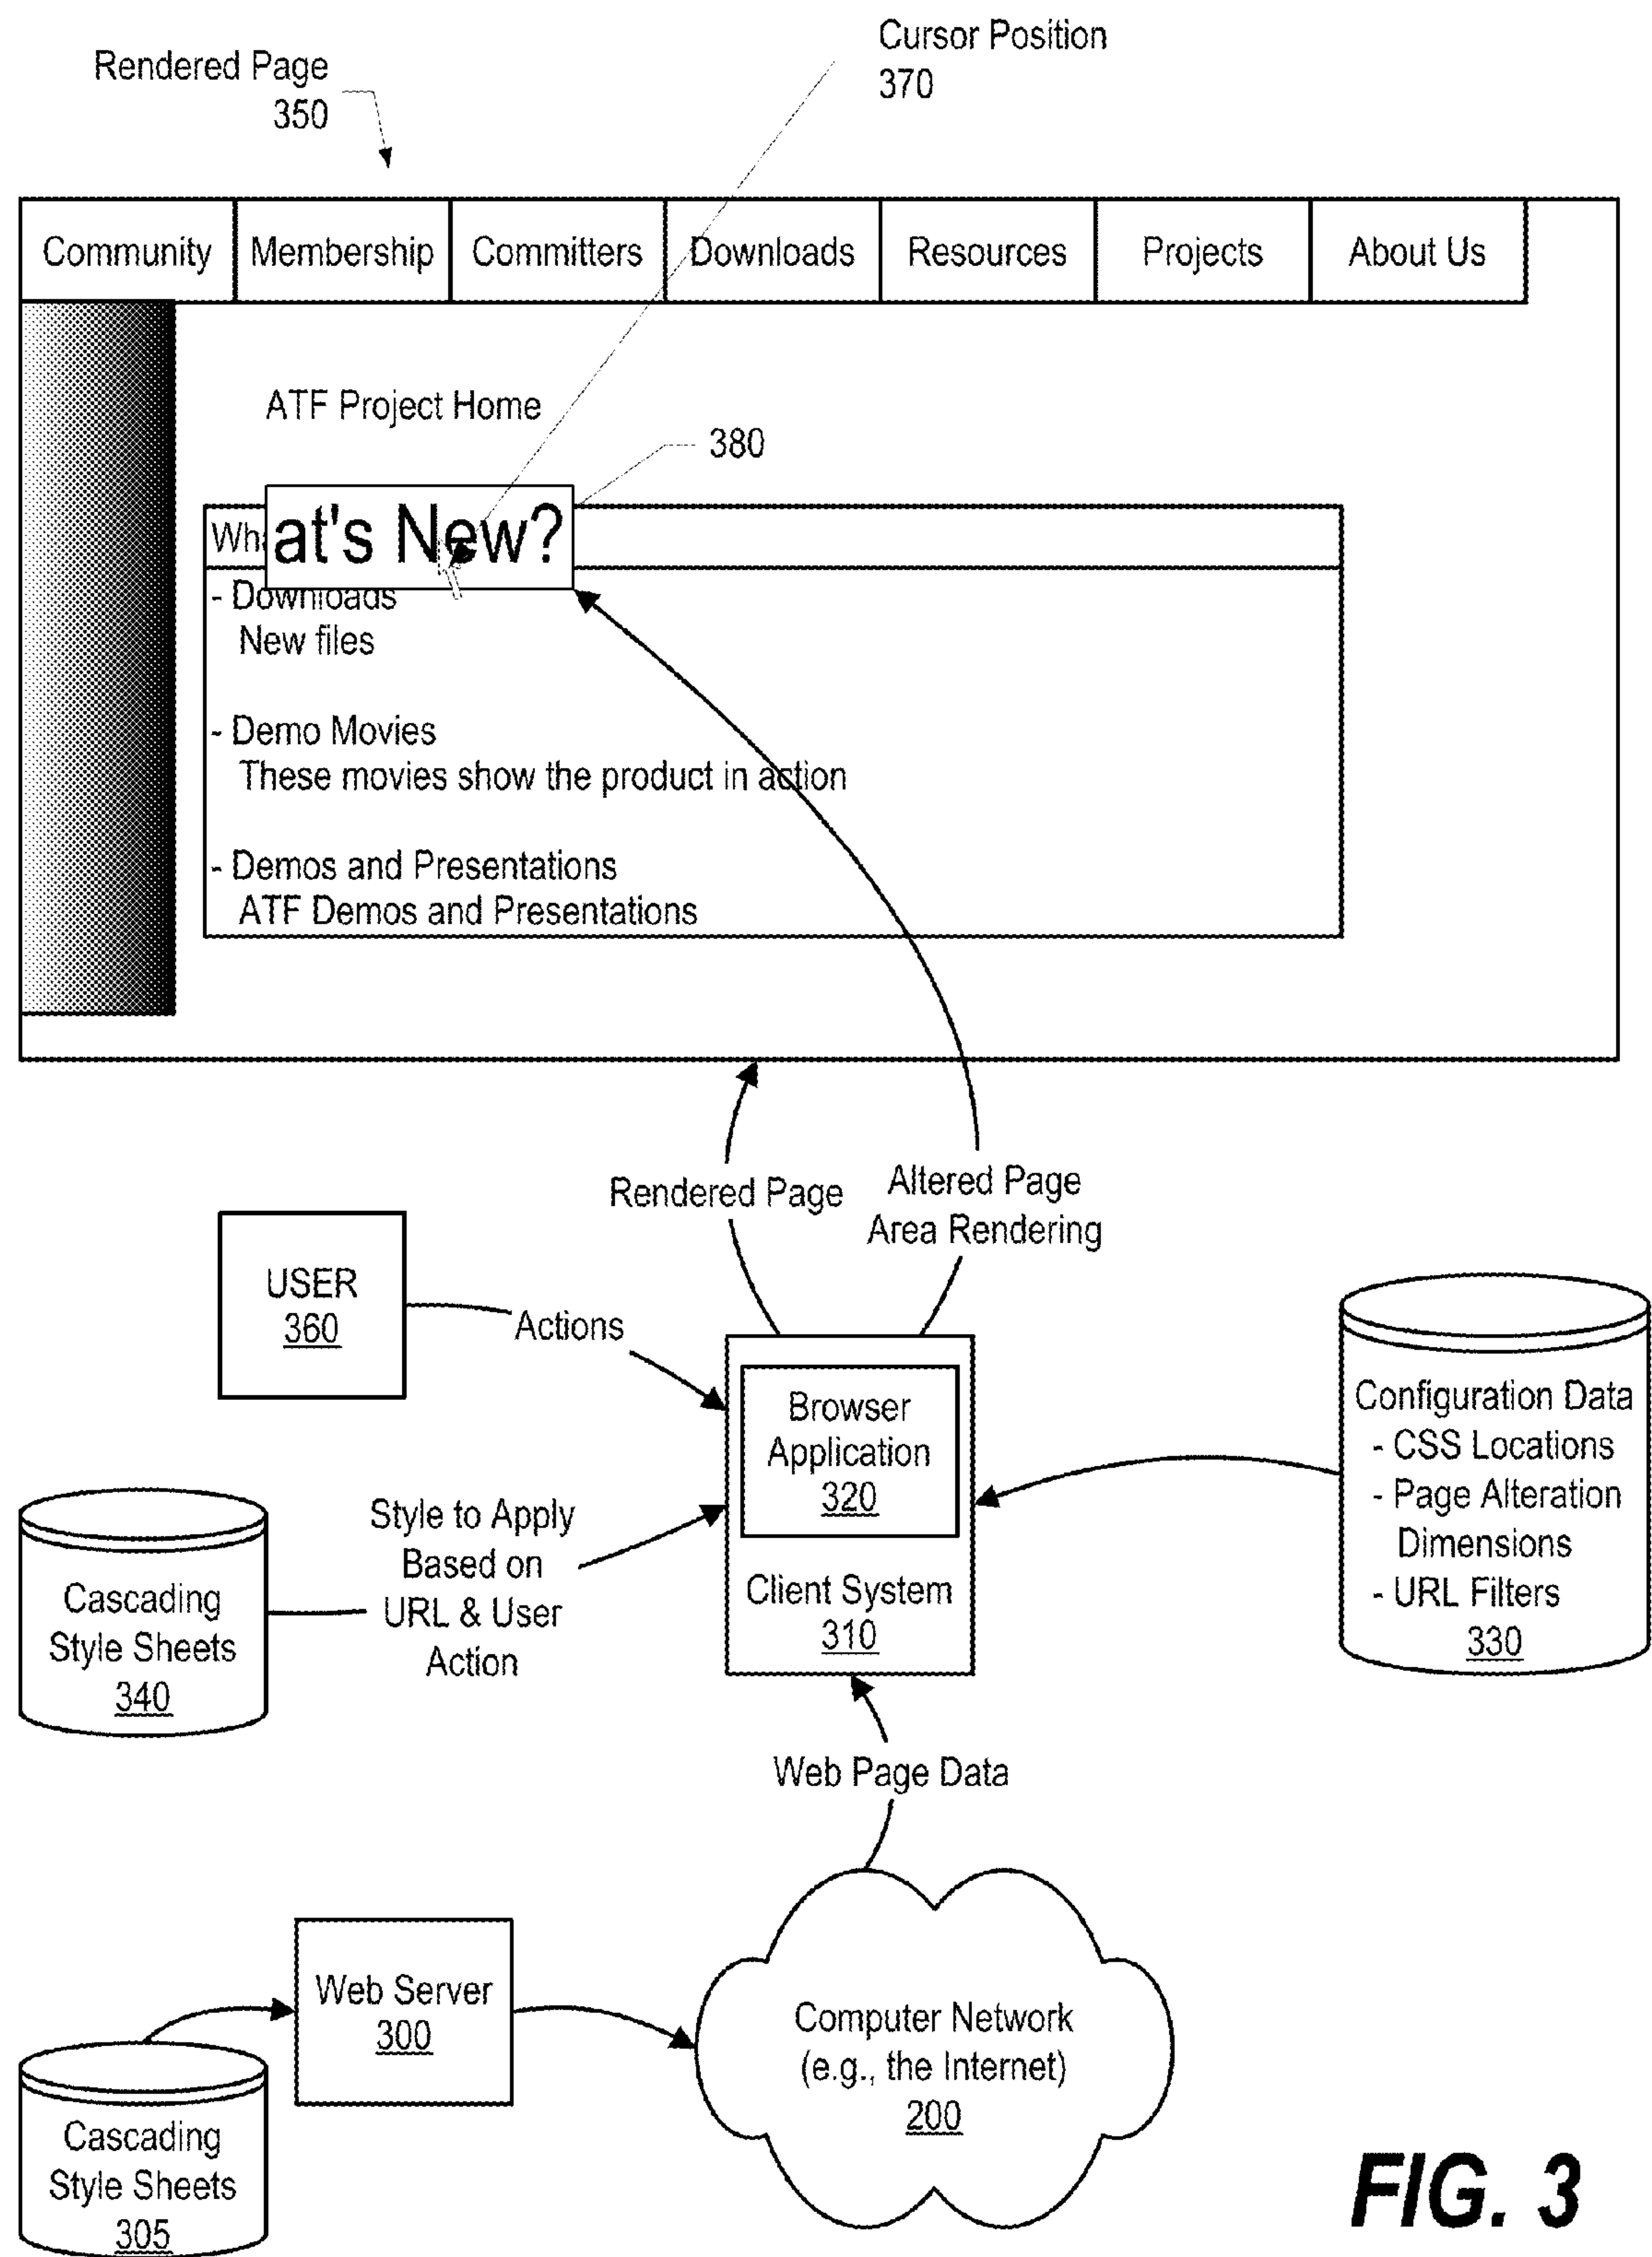 Cursor Position
370
Rendered Page
350
Community Membership Committers Downloads Resources Projects About Us
ATF Project Home
380
Wh at's New?
- Downloads
New files
- Demo Movies
These movies show the product in action
- Demos and Presentations
ATF Demos and Presentations
Rendered Page
Altered Page
Area Rendering
USER
360
Actions
Browser
Application
320
Client System
310
Configuration Data
- CSS Locations
- Page Alteration
Dimensions
- URL Filters
330
Cascading
Style Sheets
340
Style to Apply
Based on
URL & User
Action
Web Page Data
Web Server
300
Computer Network
(e.g., the Internet)
200
Cascading
Style Sheets
305
FIG. 3